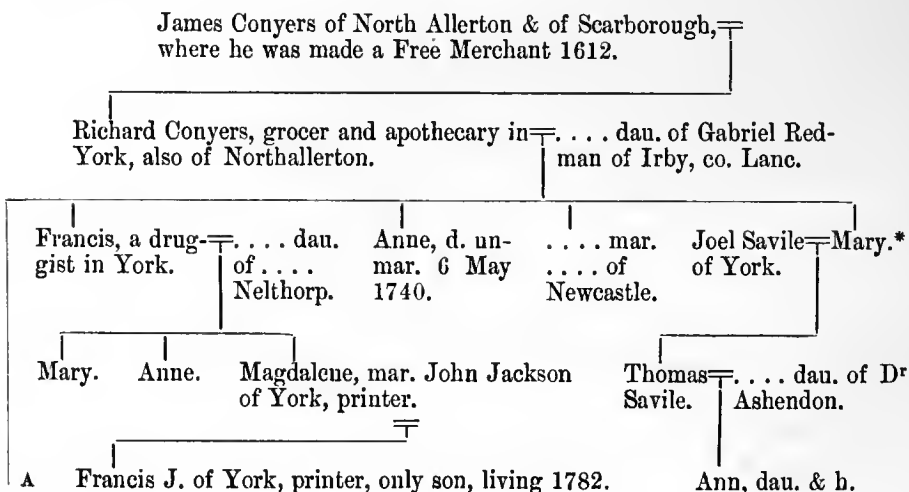 James Conyers of North Allerton & of Scarborough,
where he was made a Free Merchant 1612.
Richard Conyers, grocer and apothecary in
York, also of Northallerton.
. . . . dau. of Gabriel Red-
man of Irby, co. Lanc.
Francis, a drug-
gist in York.
. . . . dau.
of . . . .
Nelthorp.
Anne, d. un-
mar. 6 May
1740.
. . . . mar.
. . . . of
Newcastle.
Joel Savile
of York.
Mary.*
Mary.
Anne.
Magdalene, mar. John Jackson
of York, printer.
Thomas
Savile.
. . . . dau. of Dr
Ashendon.
A
Francis J. of York, printer, only son, living 1782.
Ann, dau. & h.